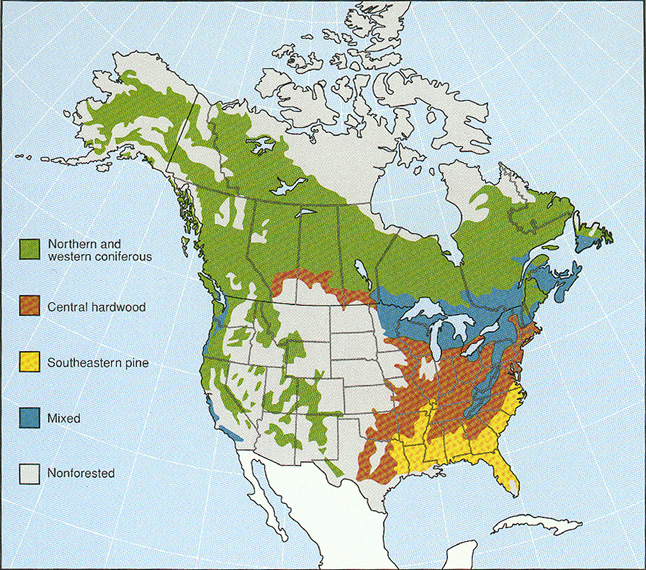 Northern and
western coniferous
Central hardwood
Southeastern pine
Mixed
Nonforested